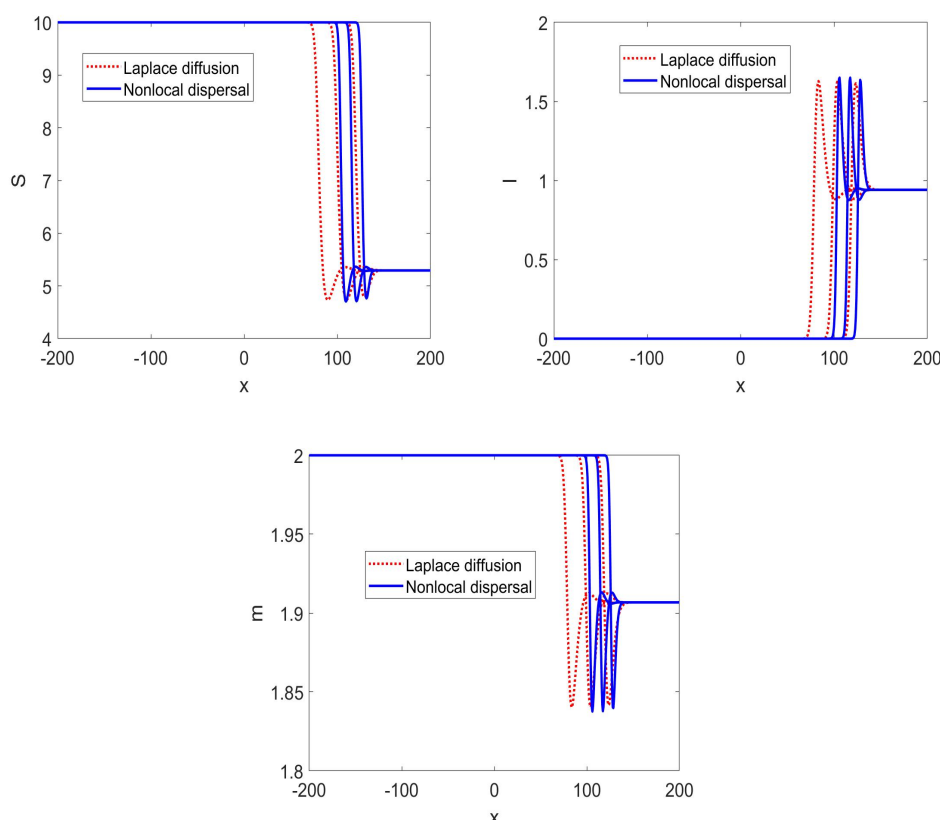 10
9
8
7
6
5
4
S
-200 -100 0 100 200
x
Laplace diffusion
Nonlocal dispersal
2
1.5
1
0.5
0
I
-200 -100 0 100 200
x
Laplace diffusion
Nonlocal dispersal
2
1.95
1.9
1.85
1.8
m
-200 -100 0 100 200
x
Laplace diffusion
Nonlocal dispersal